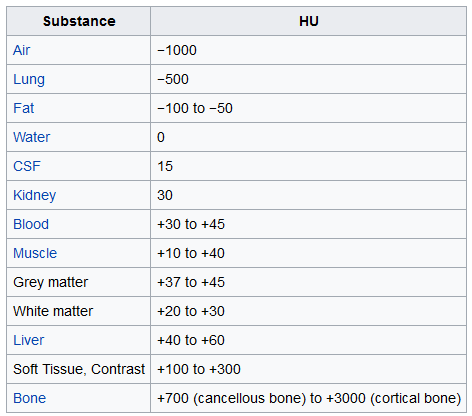 Substance HU
Air −1000
Lung −500
Fat −100 to −50
Water 0
CSF 15
Kidney 30
Blood +30 to +45
Muscle +10 to +40
Grey matter +37 to +45
White matter +20 to +30
Liver +40 to +60
Soft Tissue, Contrast +100 to +300
Bone +700 (cancellous bone) to +3000 (cortical bone)